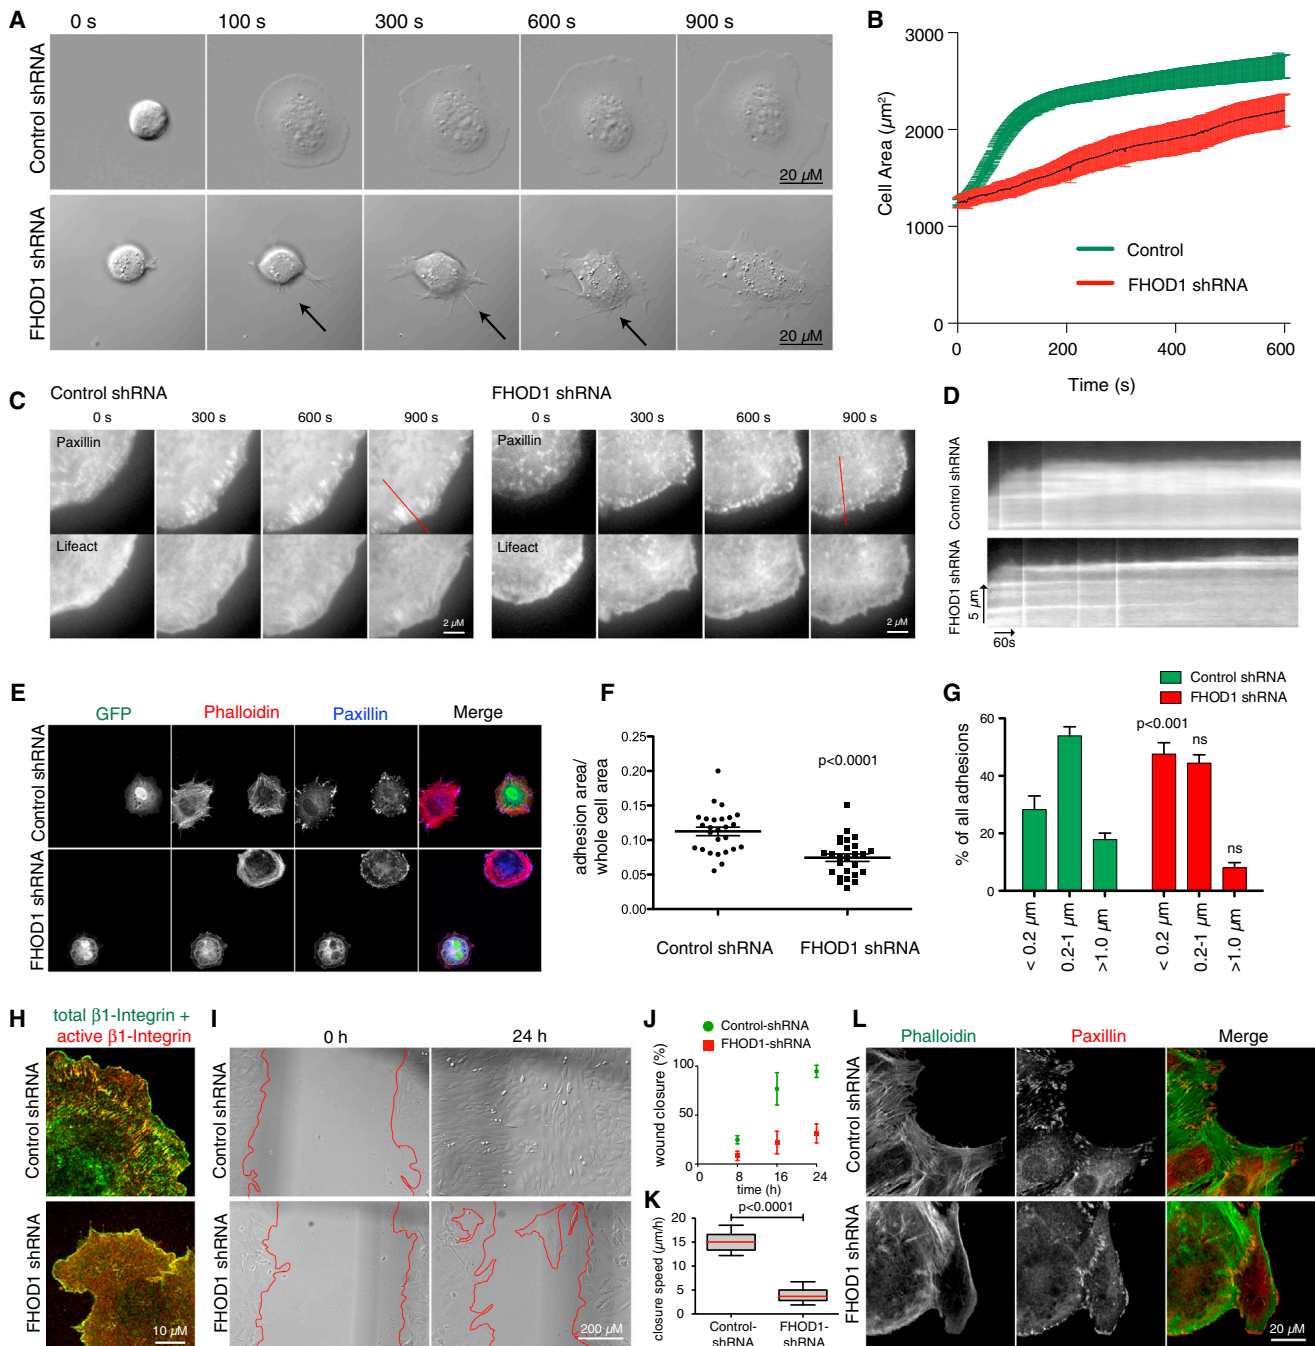 A
0 s
100 s
300 s
600 s
900 s
Control shRNA
20 µM
FHOD1 shRNA
20 µM
B
3000
2000
1000
0
Cell Area (µm²)
Control
FHOD1 shRNA
0
200
400
600
Time (s)
C
Control shRNA
0 s
300 s
600 s
900 s
Paxillin
Lifeact
2 µM
FHOD1 shRNA
0 s
300 s
600 s
900 s
Paxillin
Lifeact
2 µM
D
Control shRNA
FHOD1 shRNA
5 µm
60s
E
GFP
Phalloidin
Paxillin
Merge
Control shRNA
FHOD1 shRNA
F
0.25
0.20
0.15
0.10
0.05
0.00
adhesion area/
whole cell area
p<0.0001
Control shRNA
FHOD1 shRNA
G
Control shRNA
FHOD1 shRNA
60
40
20
0
% of all adhesions
p<0.001
ns
ns
< 0.2 µm
0.2-1 µm
>1.0 µm
< 0.2 µm
0.2-1 µm
>1.0 µm
H
total β1-Integrin +
active β1-Integrin
Control shRNA
FHOD1 shRNA
10 µM
I
0 h
24 h
Control shRNA
FHOD1 shRNA
200 µm
J
Control-shRNA
FHOD1-shRNA
wound closure (%)
100
50
0
0
8
16
24
time (h)
K
p<0.0001
closure speed (µm/h)
20
15
10
5
0
Control-
shRNA
FHOD1-
shRNA
L
Phalloidin
Paxillin
Merge
Control shRNA
FHOD1 shRNA
20 µM